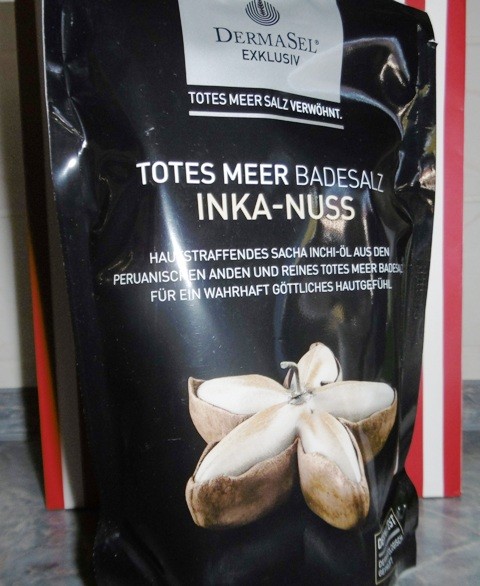 DERMASEL®
EXKLUSIV
TOTES MEER SALZ VERWÖHNT.
TOTES MEER BADESALZ
INKA-NUSS
HAUTSTRAFFENDES SACHA INCHI-ÖL AUS DEN
PERUANISCHEN ANDEN UND REINES TOTES MEER BADESALZ
FÜR EIN WAHRHAFT GÖTTLICHES HAUTGEFÜHL